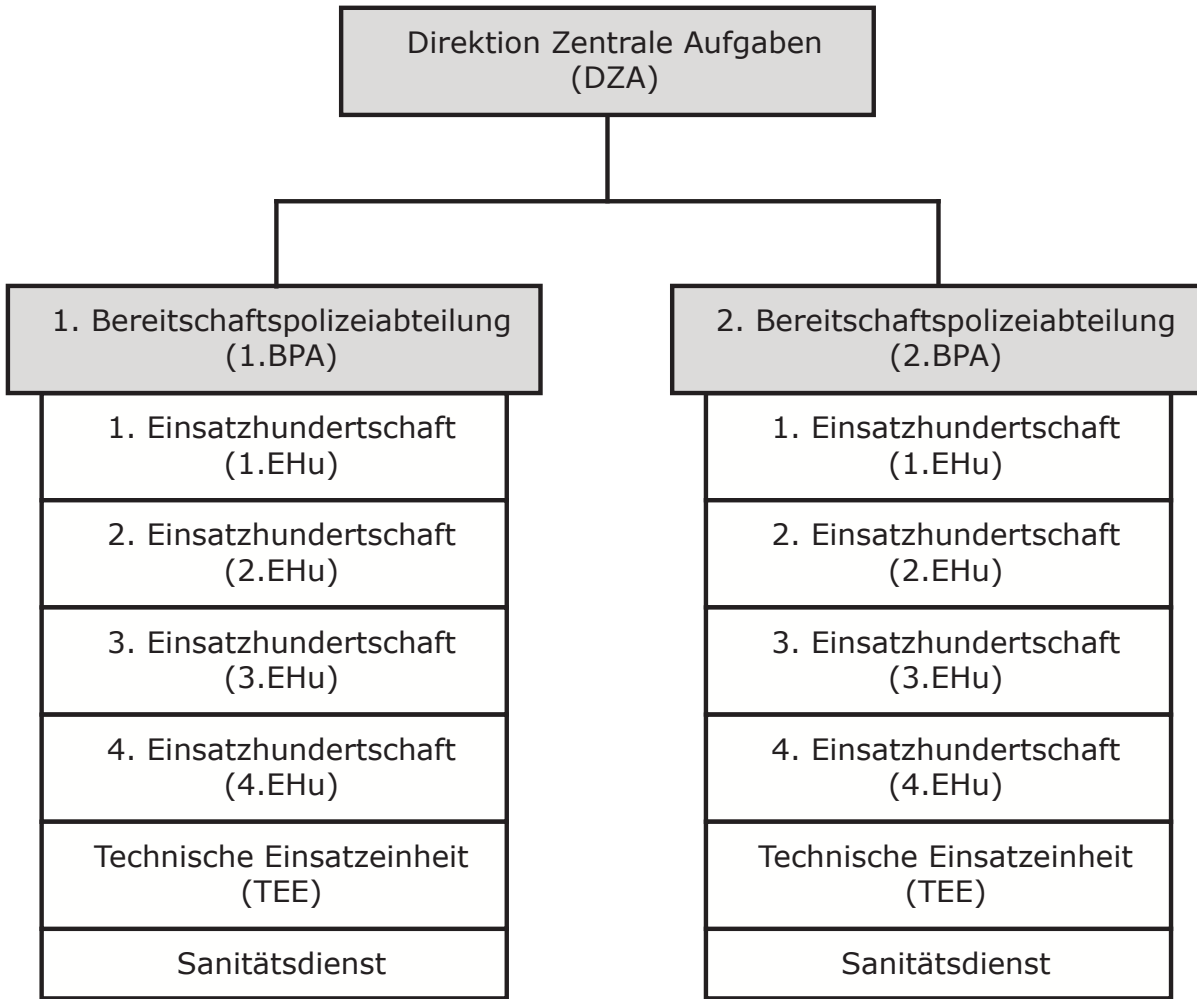 Direktion Zentrale Aufgaben
(DZA)
1. Bereitschaftspolizeiabteilung
(1.BPA)
1. Einsatzhundertschaft
(1.EHu)
2. Einsatzhundertschaft
(2.EHu)
3. Einsatzhundertschaft
(3.EHu)
4. Einsatzhundertschaft
(4.EHu)
Technische Einsatzeinheit
(TEE)
Sanitätsdienst
2. Bereitschaftspolizeiabteilung
(2.BPA)
1. Einsatzhundertschaft
(1.EHu)
2. Einsatzhundertschaft
(2.EHu)
3. Einsatzhundertschaft
(3.EHu)
4. Einsatzhundertschaft
(4.EHu)
Technische Einsatzeinheit
(TEE)
Sanitätsdienst